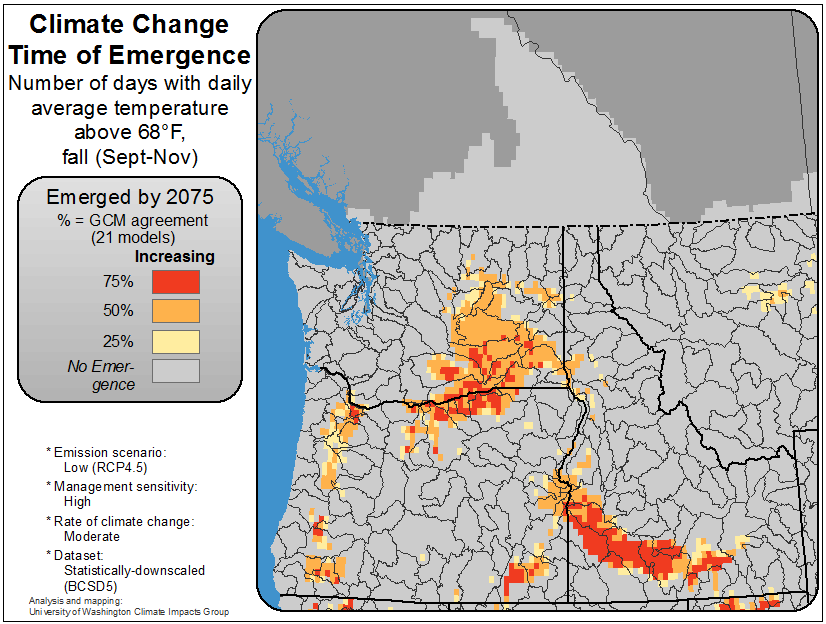 Climate Change
Time of Emergence
Number of days with daily
average temperature
above 68°F,
fall (Sept-Nov)
Emerged by 2075
% = GCM agreement
(21 models)
Increasing
75%
50%
25%
No Emer-
gence
* Emission scenario:
Low (RCP4.5)
* Management sensitivity:
High
* Rate of climate change:
Moderate
* Dataset:
Statistically-downscaled
(BCSD5)
Analysis and mapping:
University of Washington Climate Impacts Group